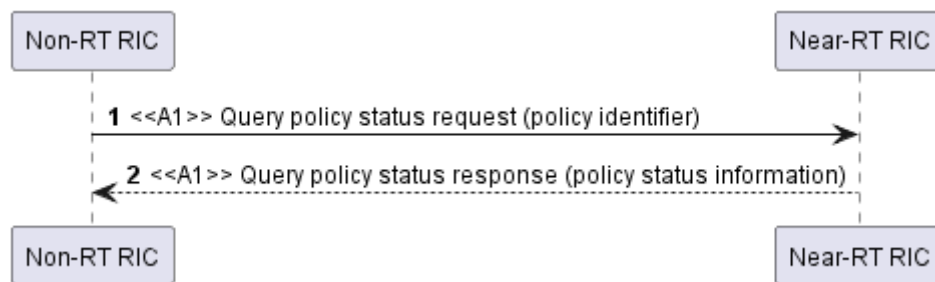 Non-RT RIC
Near-RT RIC
1 <<A1>> Query policy status request (policy identifier)
2 <<A1>> Query policy status response (policy status information)
Non-RT RIC
Near-RT RIC